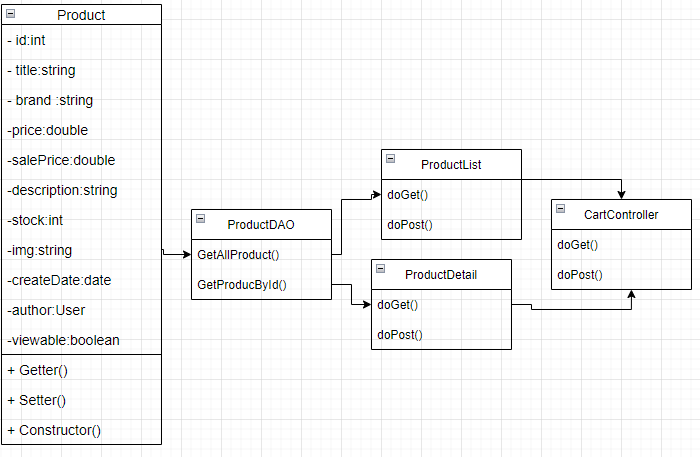 Product
- id:int
- title:string
- brand :string
-price:double
-salePrice:double
-description:string
-stock:int
-img:string
-createDate:date
-author:User
-viewable:boolean
+ Getter()
+ Setter()
+ Constructor()
ProductDAO
GetAllProduct()
GetProducById()
ProductList
doGet()
doPost()
ProductDetail
doGet()
doPost()
CartController
doGet()
doPost()